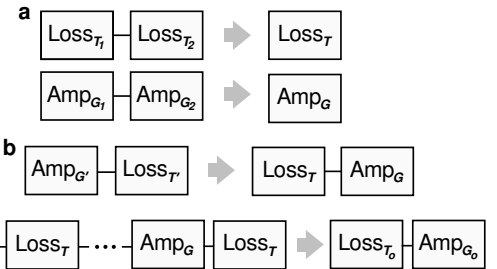 a
Loss_T₁ Loss_T₂ Loss_T
Amp_G₁ Amp_G₂ Amp_G
b
Amp_G' Loss_T' Loss_T Amp_G
Loss_T ··· Amp_G Loss_T Loss_Tₒ Amp_Gₒ